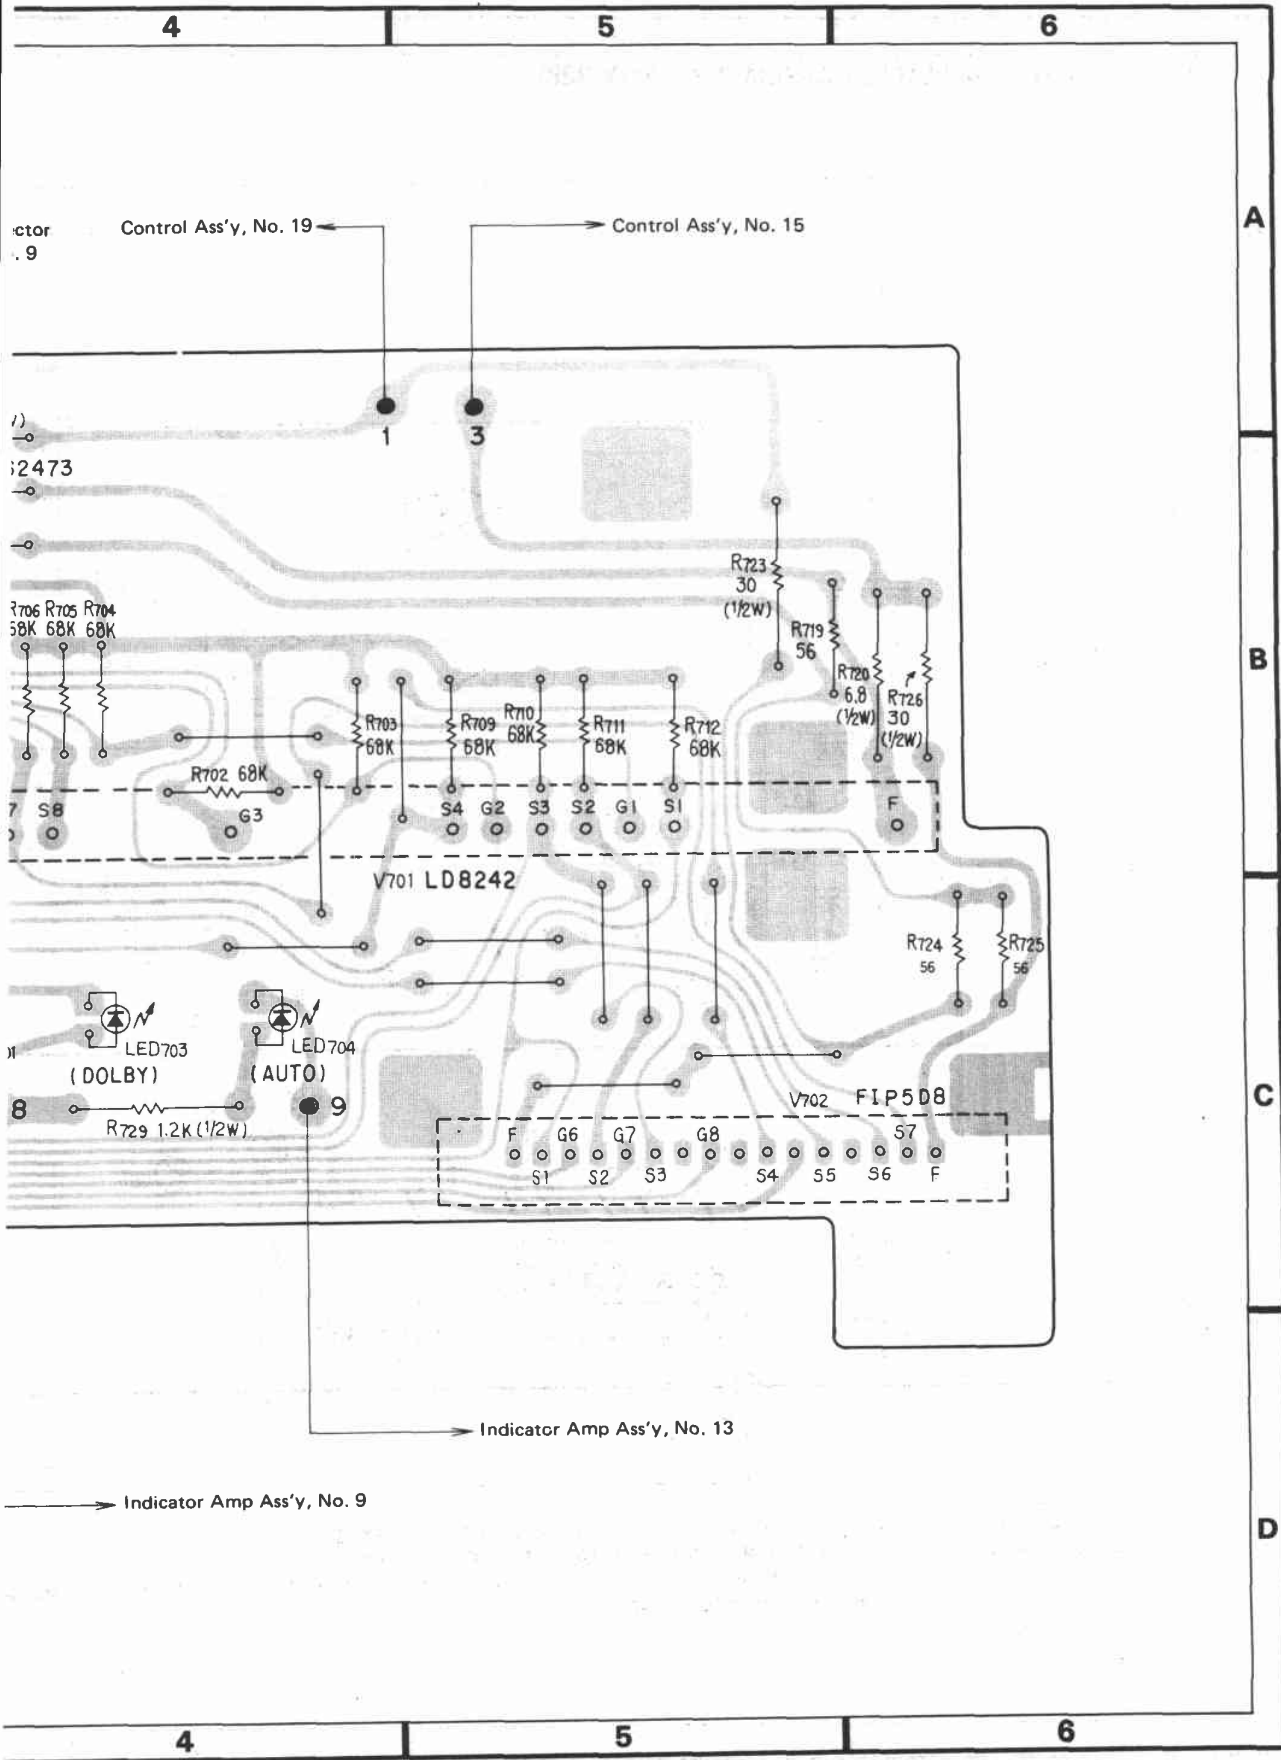 4 5 6
A
ector Control Ass'y, No. 19 Control Ass'y, No. 15
. 9
1 3
2473
R723
30
(1/2W)
R706 R705 R704
68K 68K 68K
R719
56
B
R720
6.8
(1/2W)
R726
30
(1/2W)
R703
68K
R709
68K
R710
68K
R711
68K
R712
68K
R702 68K
7 S8 G3 S4 G2 S3 S2 G1 S1 F
V701 LD8242
R724
56
R725
56
LED703
(DOLBY)
LED704
(AUTO)
8 9
R729 1.2K (1/2W)
V702 FIP5D8
C
F G6 G7 G8 S7
S1 S2 S3 S4 S5 S6 F
Indicator Amp Ass'y, No. 13
Indicator Amp Ass'y, No. 9
D
4 5 6